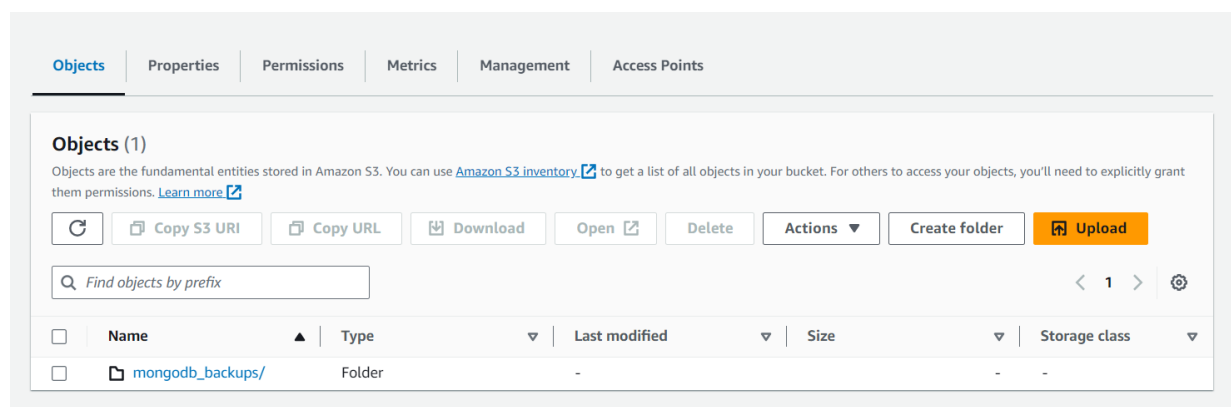 Objects Properties Permissions Metrics Management Access Points
Objects (1)
Objects are the fundamental entities stored in Amazon S3. You can use Amazon S3 inventory to get a list of all objects in your bucket. For others to access your objects, you'll need to explicitly grant
them permissions. Learn more
Copy S3 URI Copy URL Download Open Delete Actions Create folder Upload
Find objects by prefix 1
Name Type Last modified Size Storage class
mongodb_backups/ Folder - - -